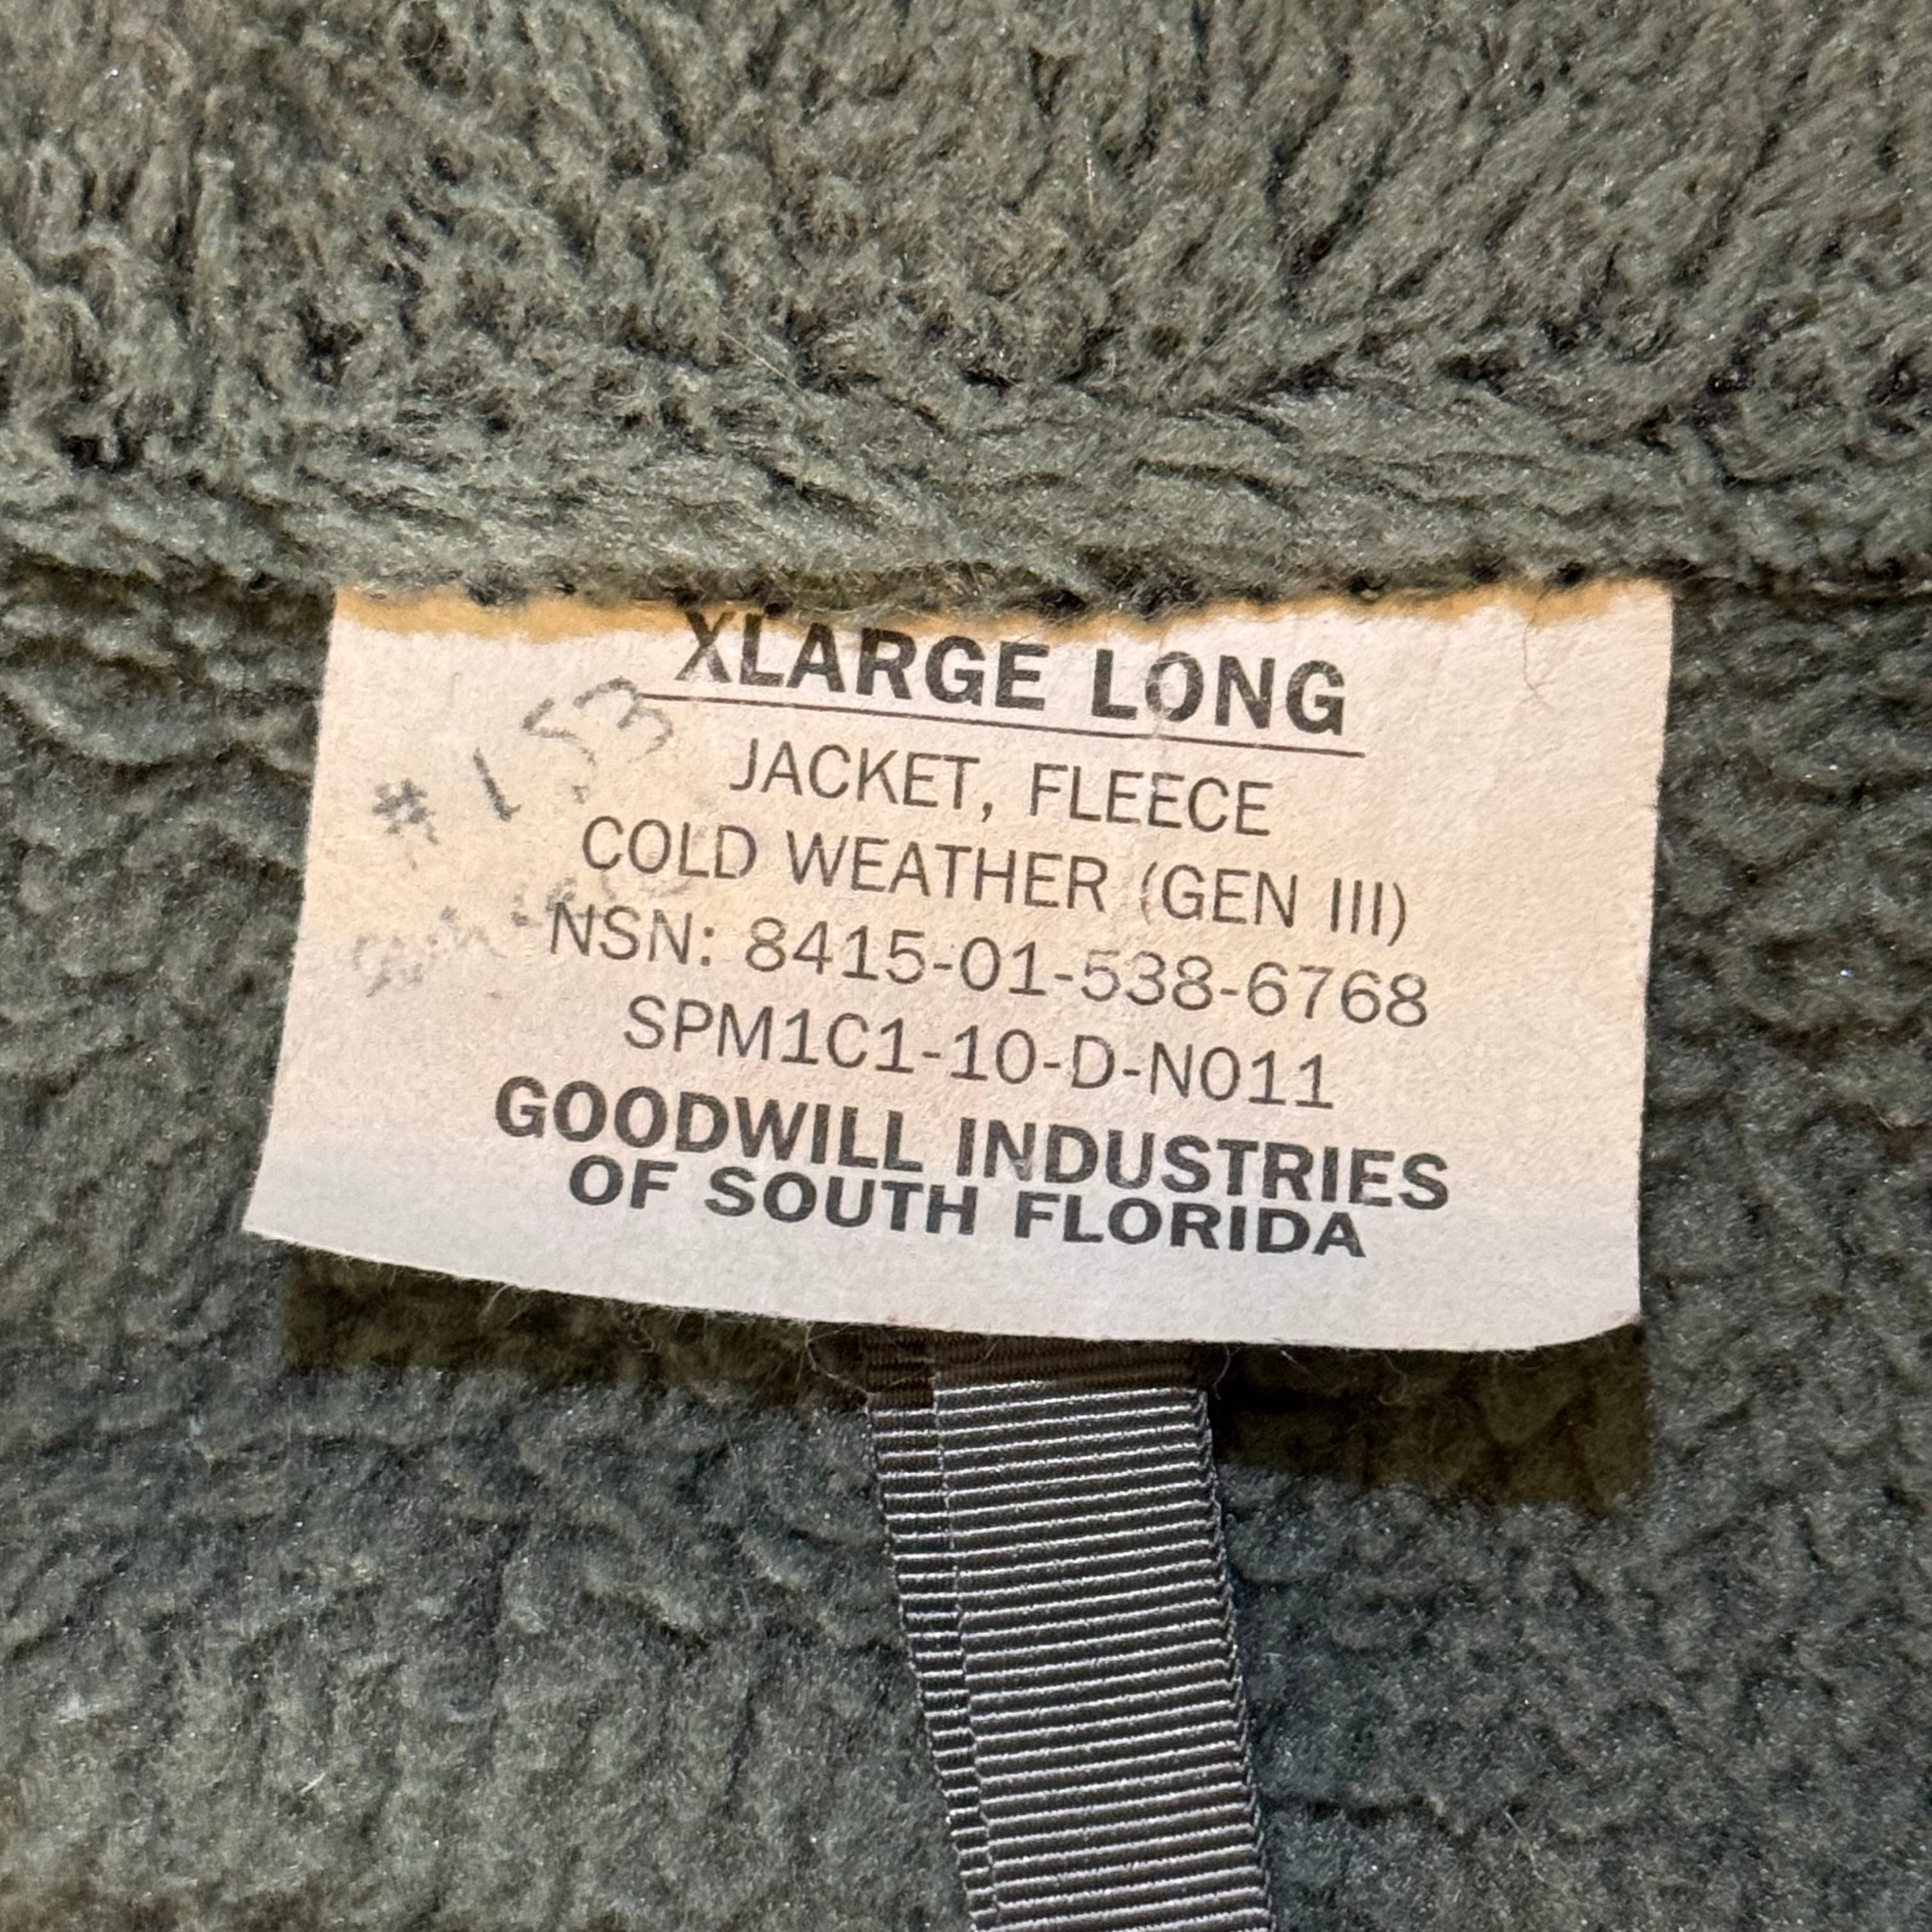 XLARGE LONG
#153
JACKET, FLEECE
COLD WEATHER (GEN III)
NSN: 8415-01-538-6768
SPM1C1-10-D-N011
GOODWILL INDUSTRIES
OF SOUTH FLORIDA